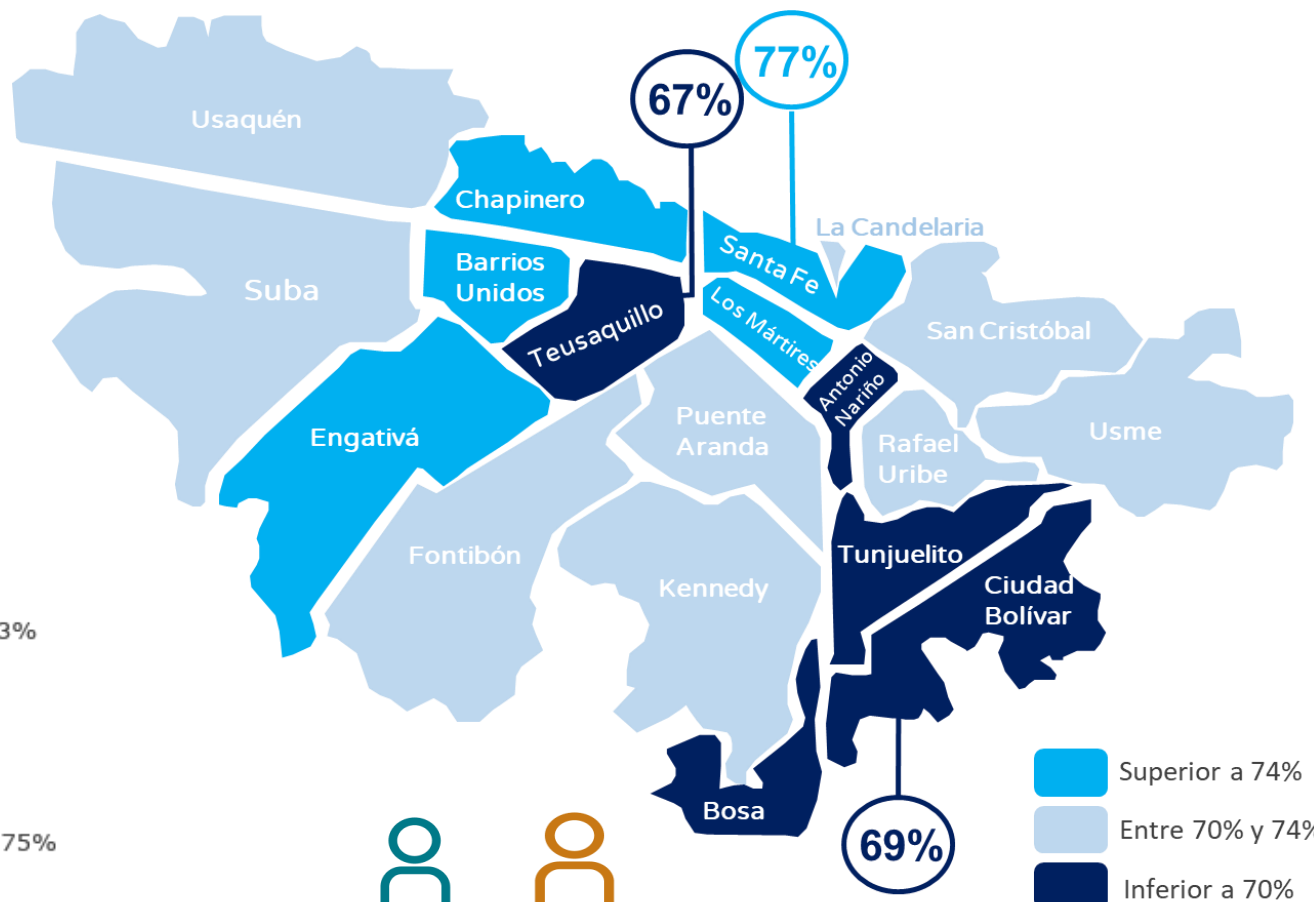 77%
67%
Usaquén
Chapinero
La Candelaria
Santa Fe
Barrios
Unidos
Suba
Los Mártires
Teusaquillo
San Cristóbal
Antonio
Nariño
Puente
Aranda
Engativá
Rafael
Uribe
Usme
Fontibón
Tunjuelito
Kennedy
Ciudad
Bolívar
3%
Superior a 74%
Bosa
Entre 70% y 74%
75%
69%
Inferior a 70%